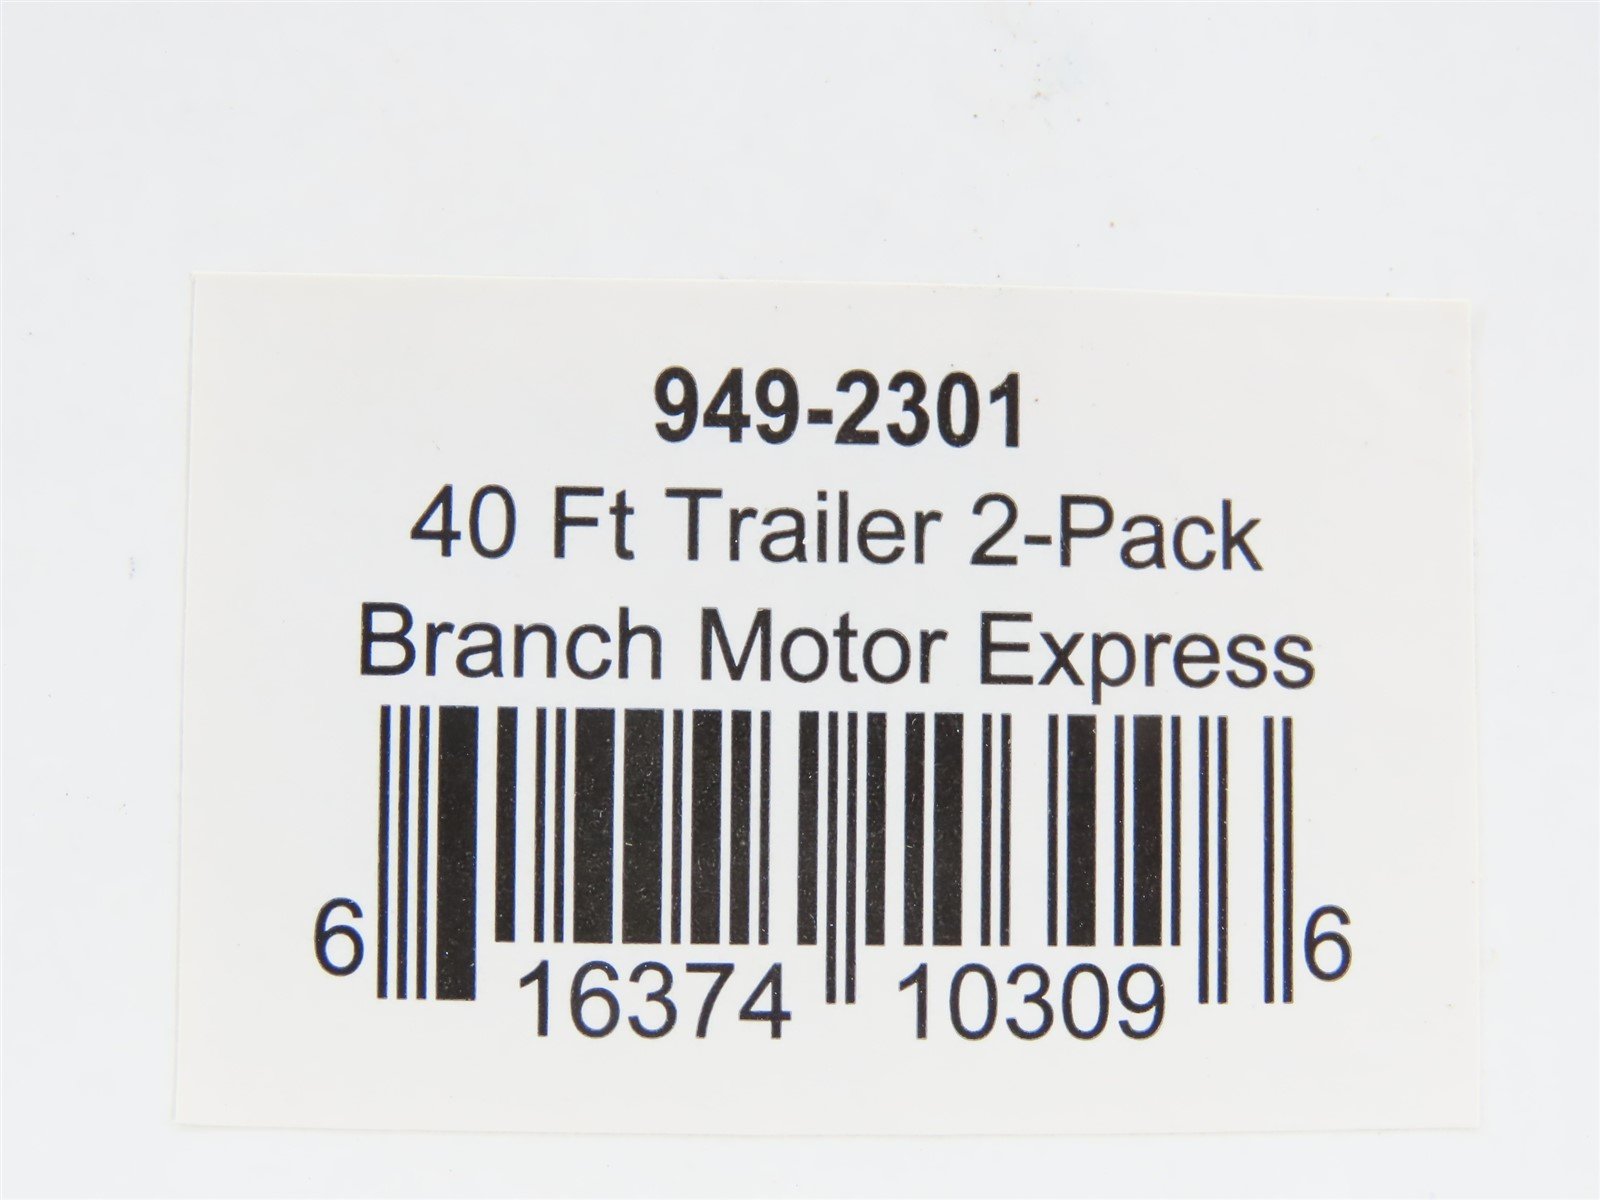 949-2301
40 Ft Trailer 2-Pack
Branch Motor Express
6 16374 10309 6